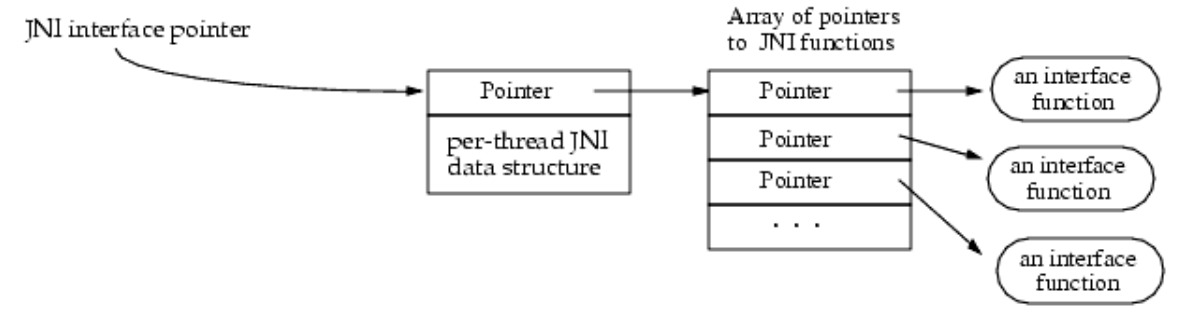 JNI interface pointer
Array of pointers
to JNI functions
Pointer
per-thread JNI
data structure
Pointer
Pointer
Pointer
. . .
an interface
function
an interface
function
an interface
function